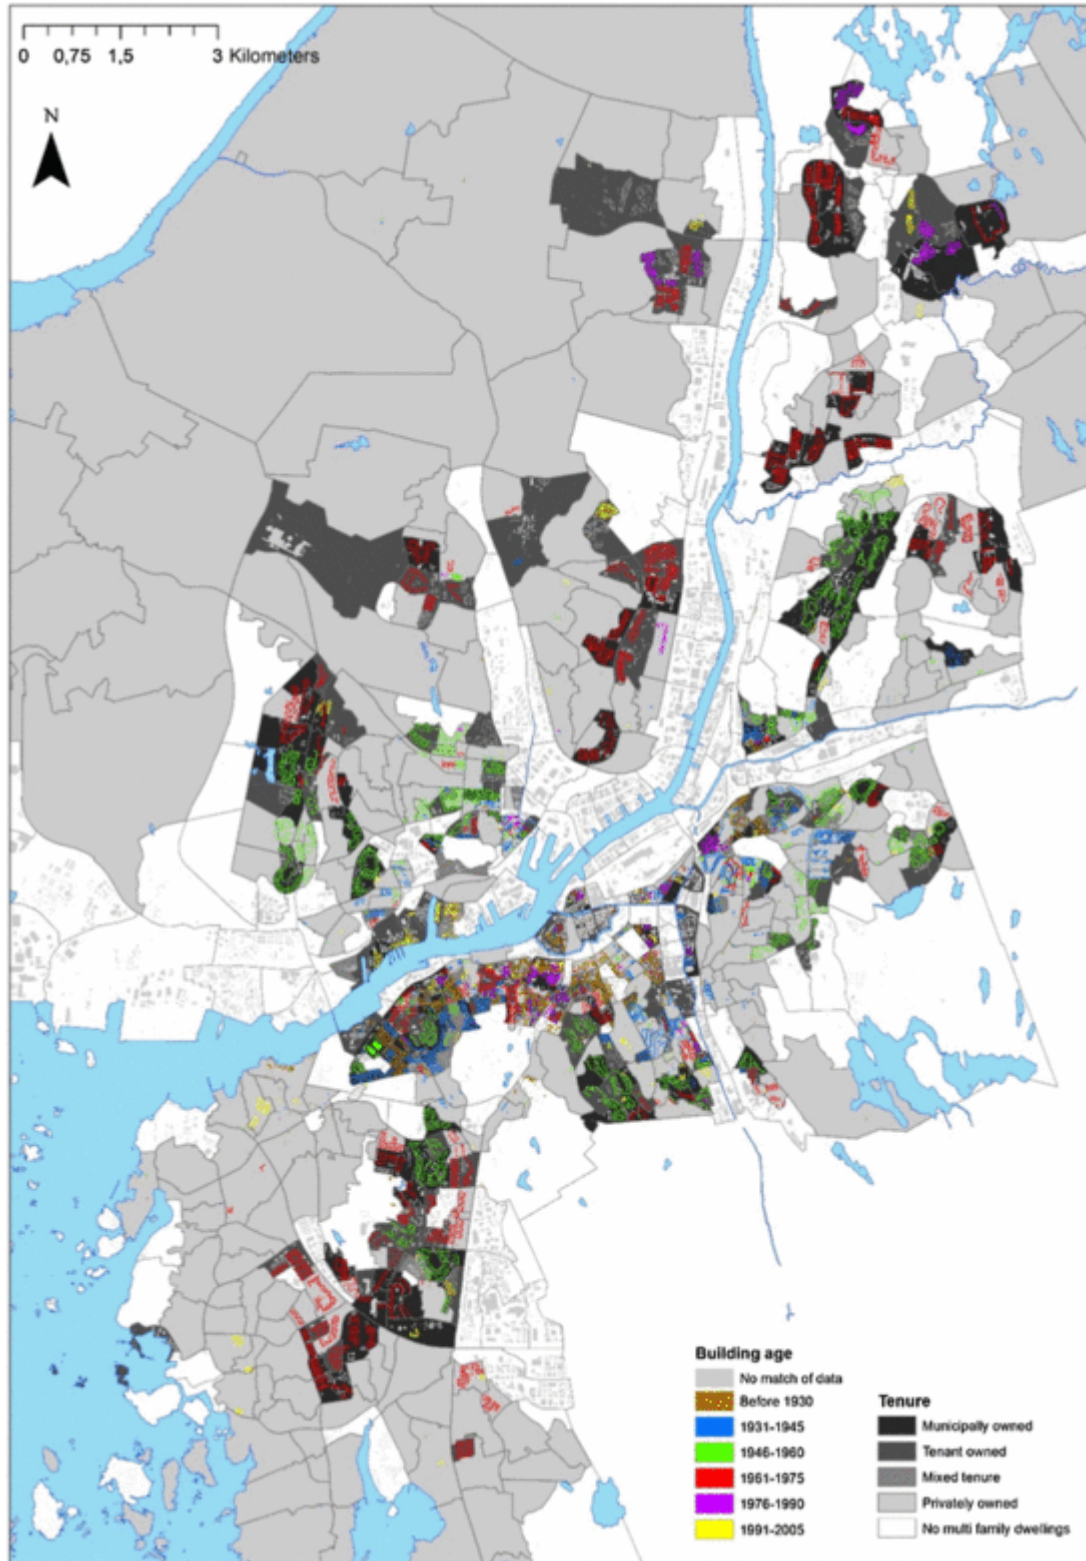 0 0,75 1,5 3 Kilometers
N
Building age
No match of data
Before 1930
1931-1945
1946-1960
1961-1975
1976-1990
1991-2005
Tenure
Municipally owned
Tenant owned
Mixed tenure
Privately owned
No multi family dwellings